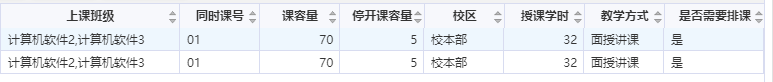 上课班级 同时课号 课容量 停开课容量 校区 授课学时 教学方式 是否需要排课
计算机软件2,计算机软件3 01 70 5 校本部 32 面授讲课 是
计算机软件2,计算机软件3 01 70 5 校本部 32 面授讲课 是